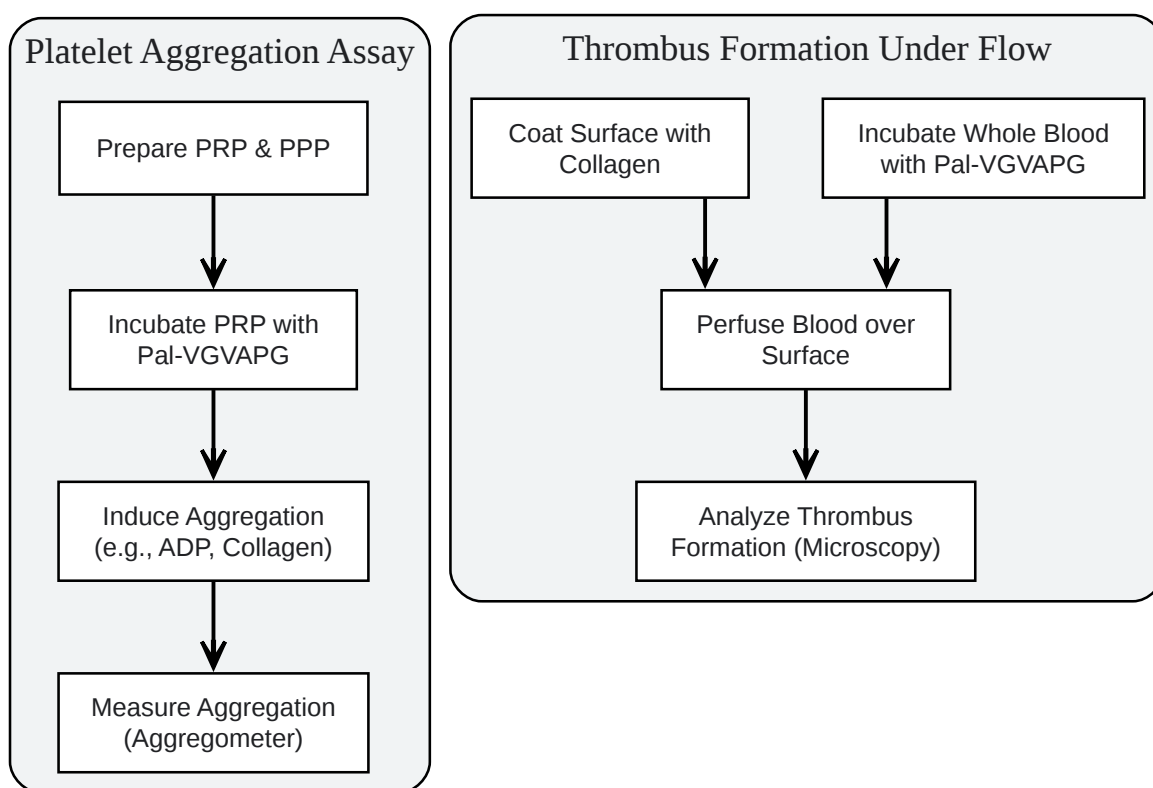 Platelet Aggregation Assay
Prepare PRP & PPP
Incubate PRP with
Pal-VGVAPG
Induce Aggregation
(e.g., ADP, Collagen)
Measure Aggregation
(Aggregometer)
Thrombus Formation Under Flow
Coat Surface with
Collagen
Incubate Whole Blood
with Pal-VGVAPG
Perfuse Blood over
Surface
Analyze Thrombus
Formation (Microscopy)